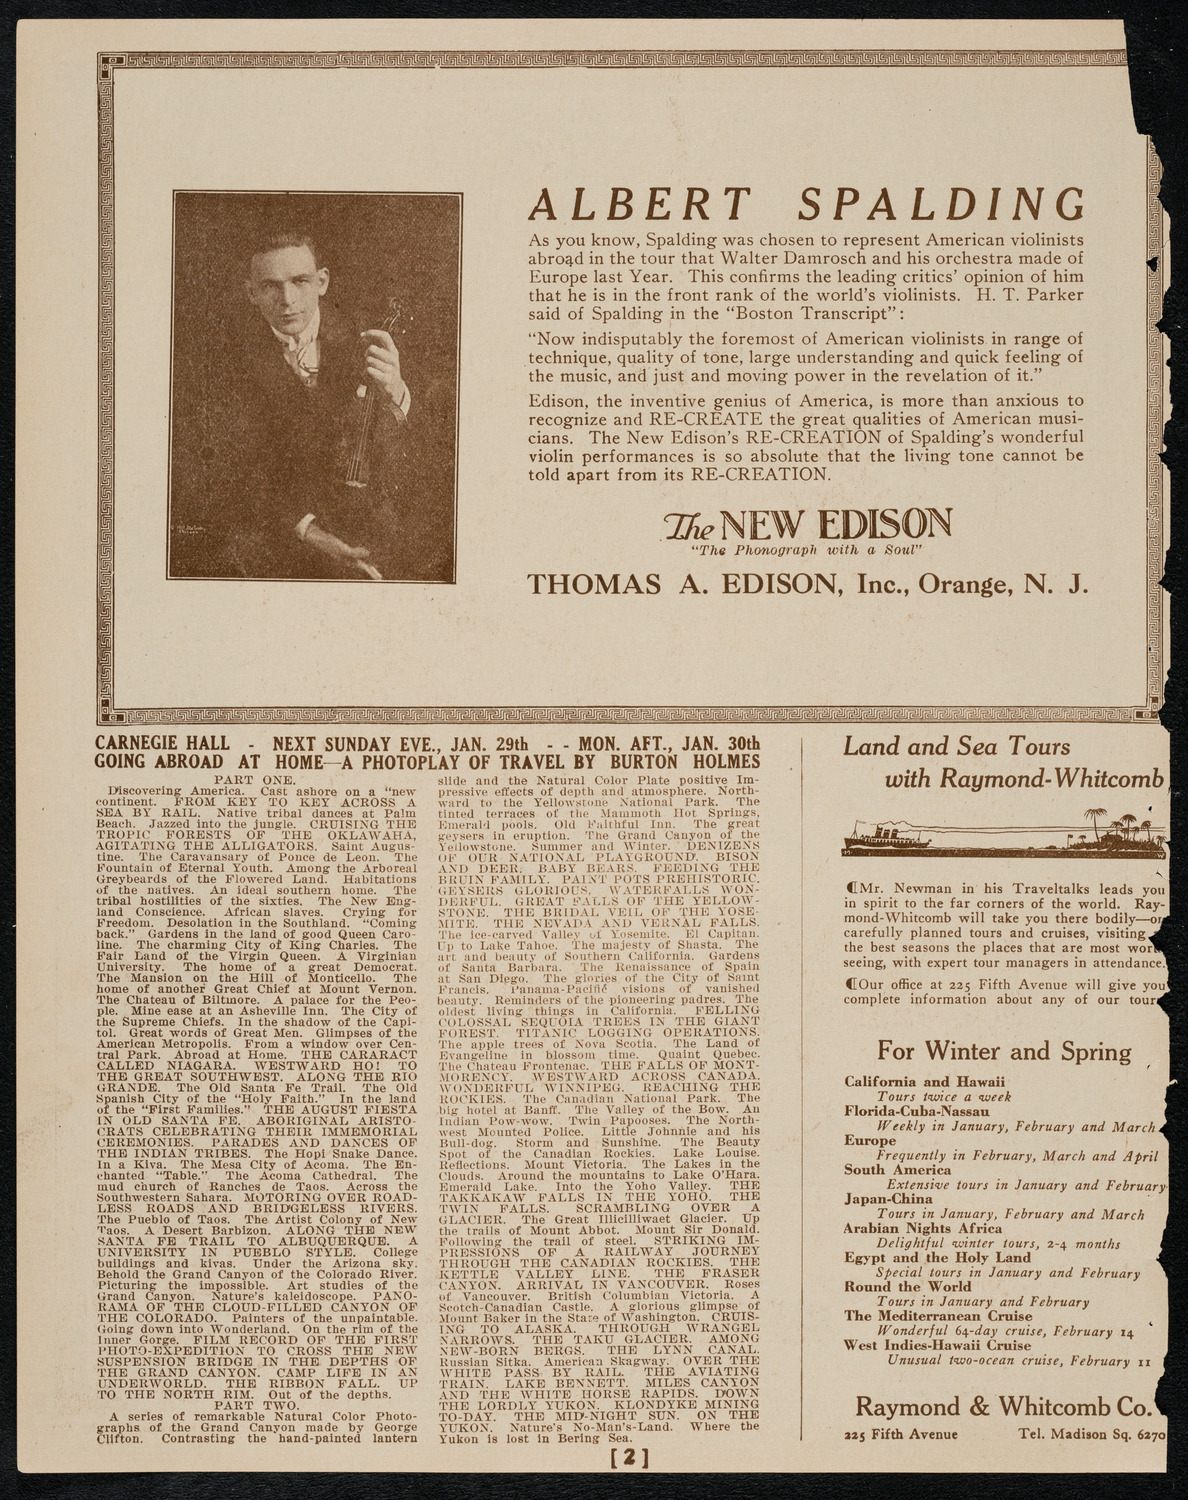 ALBERT SPALDING
As you know, Spalding was chosen to represent American violinists
abroad in the tour that Walter Damrosch and his orchestra made of
Europe last Year. This confirms the leading critics' opinion of him
that he is in the front rank of the world's violinists. H. T. Parker
said of Spalding in the "Boston Transcript":
"Now indisputably the foremost of American violinists in range of
technique, quality of tone, large understanding and quick feeling of
the music, and just and moving power in the revelation of it."
Edison, the inventive genius of America, is more than anxious to
recognize and RE-CREATE the great qualities of American musi-
cians. The New Edison's RE-CREATION of Spalding's wonderful
violin performances is so absolute that the living tone cannot be
told apart from its RE-CREATION.
The NEW EDISON
"The Phonograph with a Soul"
THOMAS A. EDISON, Inc., Orange, N. J.
CARNEGIE HALL - NEXT SUNDAY EVE., JAN. 29th - - MON. AFT., JAN. 30th
GOING ABROAD AT HOME—A PHOTOPLAY OF TRAVEL BY BURTON HOLMES
PART ONE.
Discovering America. Cast ashore on a "new
continent. FROM KEY TO KEY ACROSS A
SEA BY RAIL. Native tribal dances at Palm
Beach. Jazzed into the jungle. CRUISING THE
TROPIC FORESTS OF THE OKLAWAHA,
AGITATING THE ALLIGATORS. Saint Augus-
tine. The Caravansary of Ponce de Leon. The
Fountain of Eternal Youth. Among the Arboreal
Greybeards of the Flowered Land. Habitations
of the natives. An ideal southern home. The
tribal hostilities of the sixties. The New Eng-
land Conscience. African slaves. Crying for
Freedom. Desolation in the Southland. "Coming
back." Gardens in the land of good Queen Caro-
line. The charming City of King Charles. The
Fair Land of the Virgin Queen. A Virginian
University. The home of a great Democrat.
The Mansion on the Hill of Monticello. The
home of another Great Chief at Mount Vernon.
The Chateau of Biltmore. A palace for the Peo-
ple. Mine ease at an Asheville Inn. The City of
the Supreme Chiefs. In the shadow of the Capi-
tol. Great words of Great Men. Glimpses of the
American Metropolis. From a window over Cen-
tral Park. Abroad at Home. THE CARARACT
CALLED NIAGARA. WESTWARD HO! TO
THE GREAT SOUTHWEST. ALONG THE RIO
GRANDE. The Old Santa Fe Trail. The Old
Spanish City of the "Holy Faith." In the land
of the "First Families." THE AUGUST FIESTA
IN OLD SANTA FE. ABORIGINAL ARISTO-
CRATS CELEBRATING THEIR IMMEMORIAL
CEREMONIES. PARADES AND DANCES OF
THE INDIAN TRIBES. The Hopi Snake Dance.
In a Kiva. The Mesa City of Acoma. The En-
chanted "Table." The Acoma Cathedral. The
mud church of Ranches de Taos. Across the
Southwestern Sahara. MOTORING OVER ROAD-
LESS ROADS AND BRIDGELESS RIVERS.
The Pueblo of Taos. The Artist Colony of New
Taos. A Desert Barbizon. ALONG THE NEW
SANTA FE TRAIL TO ALBUQUERQUE. A
UNIVERSITY IN PUEBLO STYLE. College
buildings and kivas. Under the Arizona sky.
Behold the Grand Canyon of the Colorado River.
Picturing the impossible. Art studies of the
Grand Canyon. Nature's kaleidoscope. PANO-
RAMA OF THE CLOUD-FILLED CANYON OF
THE COLORADO. Painters of the unpaintable.
Going down into Wonderland. On the rim of the
Inner Gorge. FILM RECORD OF THE FIRST
PHOTO-EXPEDITION TO CROSS THE NEW
SUSPENSION BRIDGE IN THE DEPTHS OF
THE GRAND CANYON. CAMP LIFE IN AN
UNDERWORLD. THE RIBBON FALL. UP
TO THE NORTH RIM. Out of the depths.
PART TWO.
A series of remarkable Natural Color Photo-
graphs of the Grand Canyon made by George
Clifton. Contrasting the hand-painted lantern
slide and the Natural Color Plate positive Im-
pressive effects of depth and atmosphere. North-
ward to the Yellowstone National Park. The
tinted terraces of the Mammoth Hot Springs,
Emerald pools. Old Faithful Inn. The great
geysers in eruption. The Grand Canyon of the
Yellowstone. Summer and Winter. DENIZENS
OF OUR NATIONAL PLAYGROUND. BISON
AND DEER. BABY BEARS. FEEDING THE
BRUIN FAMILY. PAINT POTS PREHISTORIC.
GEYSERS GLORIOUS. WATERFALLS WON-
DERFUL. GREAT FALLS OF THE YELLOW-
STONE. THE BRIDAL VEIL OF THE YOSE-
MITE. THE NEVADA AND VERNAL FALLS.
The ice-carved Valley of Yosemite. El Capitan.
Up to Lake Tahoe. The majesty of Shasta. The
art and beauty of Southern California. Gardens
of Santa Barbara. The Renaissance of Spain
at San Diego. The glories of the City of Saint
Francis. Panama-Pacific visions of vanished
beauty. Reminders of the pioneering padres. The
oldest living things in California. FELLING
COLOSSAL SEQUOIA TREES IN THE GIANT
FOREST. TITANIC LOGGING OPERATIONS.
The apple trees of Nova Scotia. The Land of
Evangeline in blossom time. Quaint Quebec.
The Chateau Frontenac. THE FALLS OF MONT-
MORENCY. WESTWARD ACROSS CANADA.
WONDERFUL WINNIPEG. REACHING THE
ROCKIES. The Canadian National Park. The
big hotel at Banff. The Valley of the Bow. An
Indian Pow-wow. Twin Papooses. The North-
west Mounted Police. Little Johnnie and his
Bull-dog. Storm and Sunshine. The Beauty
Spot of the Canadian Rockies. Lake Louise.
Reflections. Mount Victoria. The Lakes in the
Clouds. Around the mountains to Lake O'Hara.
Emerald Lake. Into the Yoho Valley. THE
TAKKAKAW FALLS IN THE YOHO. THE
TWIN FALLS. SCRAMBLING OVER A
GLACIER. The Great Illicilliwaet Glacier. Up
the trails of Mount Abbot. Mount Sir Donald.
Following the trail of steel. STRIKING IM-
PRESSIONS OF A RAILWAY JOURNEY
THROUGH THE CANADIAN ROCKIES. THE
KETTLE VALLEY LINE. THE FRASER
CANYON. ARRIVAL IN VANCOUVER. Roses
of Vancouver. British Columbian Victoria. A
Scotch-Canadian Castle. A glorious glimpse of
Mount Baker in the State of Washington. CRUIS-
ING TO ALASKA. THROUGH WRANGEL
NARROWS. THE TAKU GLACIER. AMONG
NEW-BORN BERGS. THE LYNN CANAL.
Russian Sitka. American Skagway. OVER THE
WHITE PASS BY RAIL. THE AVIATING
TRAIN. LAKE BENNETT. MILES CANYON
AND THE WHITE HORSE RAPIDS. DOWN
THE LORDLY YUKON. KLONDYKE MINING
TO-DAY. THE MID-NIGHT SUN. ON THE
YUKON. Nature's No-Man's-Land. Where the
Yukon is lost in Bering Sea.
Land and Sea Tours
with Raymond-Whitcomb
¶Mr. Newman in his Traveltalks leads you
in spirit to the far corners of the world. Ray-
mond-Whitcomb will take you there bodily—on
carefully planned tours and cruises, visiting
the best seasons the places that are most
seeing, with expert tour managers in attendance.
¶Our office at 225 Fifth Avenue will give you
complete information about any of our tours
For Winter and Spring
California and Hawaii
Tours twice a week
Florida-Cuba-Nassau
Weekly in January, February and March
Europe
Frequently in February, March and April
South America
Extensive tours in January and February
Japan-China
Tours in January, February and March
Arabian Nights Africa
Delightful winter tours, 2-4 months
Egypt and the Holy Land
Special tours in January and February
Round the World
Tours in January and February
The Mediterranean Cruise
Wonderful 64-day cruise, February 14
West Indies-Hawaii Cruise
Unusual two-ocean cruise, February 11
Raymond & Whitcomb Co.
225 Fifth Avenue Tel. Madison Sq. 6270
[2]